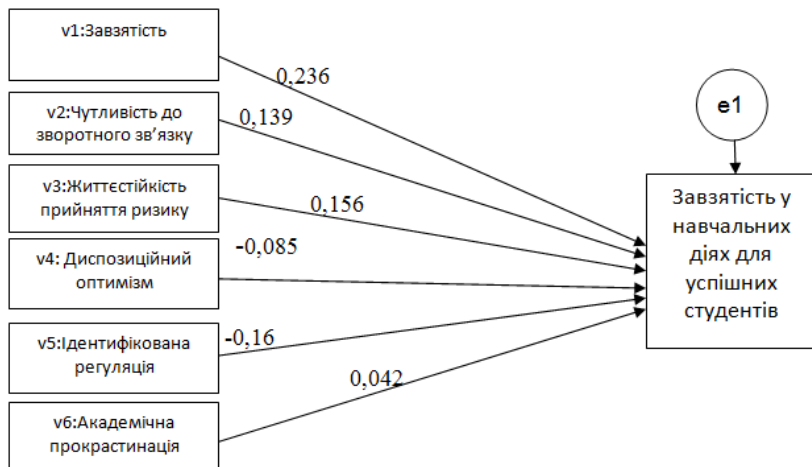 v1:Завзятість
0,236
v2:Чутливість до
зворотного зв’язку
0,139
v3:Життєстійкість
прийняття ризику
0,156
v4: Диспозиційний
оптимізм
-0,085
v5:Ідентифікована
регуляція
-0,16
v6:Академічна
прокрастинація
0,042
e1
Завзятість у
навчальних
діях для
успішних
студентів